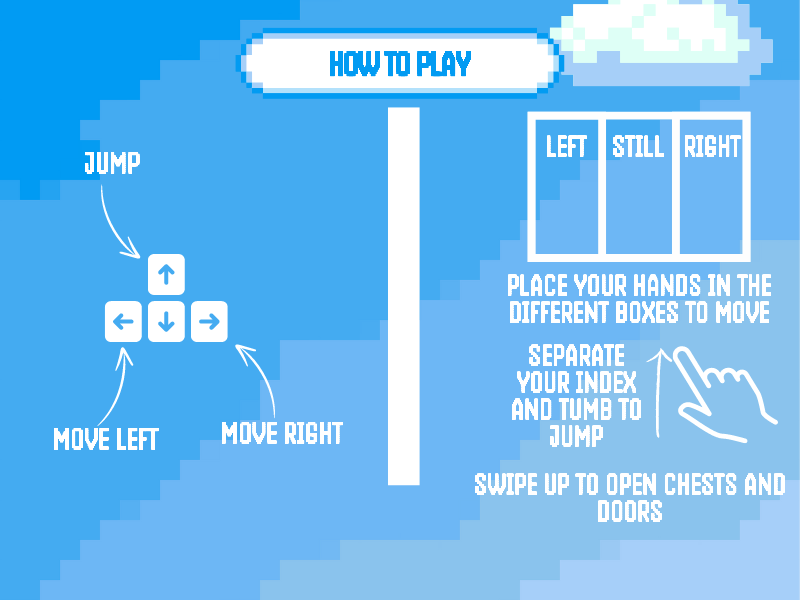 HOW TO PLAY
JUMP
MOVE LEFT
MOVE RIGHT
LEFT
STILL
RIGHT
PLACE YOUR HANDS IN THE
DIFFERENT BOXES TO MOVE
SEPARATE
YOUR INDEX
AND TUMB TO
JUMP
SWIPE UP TO OPEN CHESTS AND
DOORS